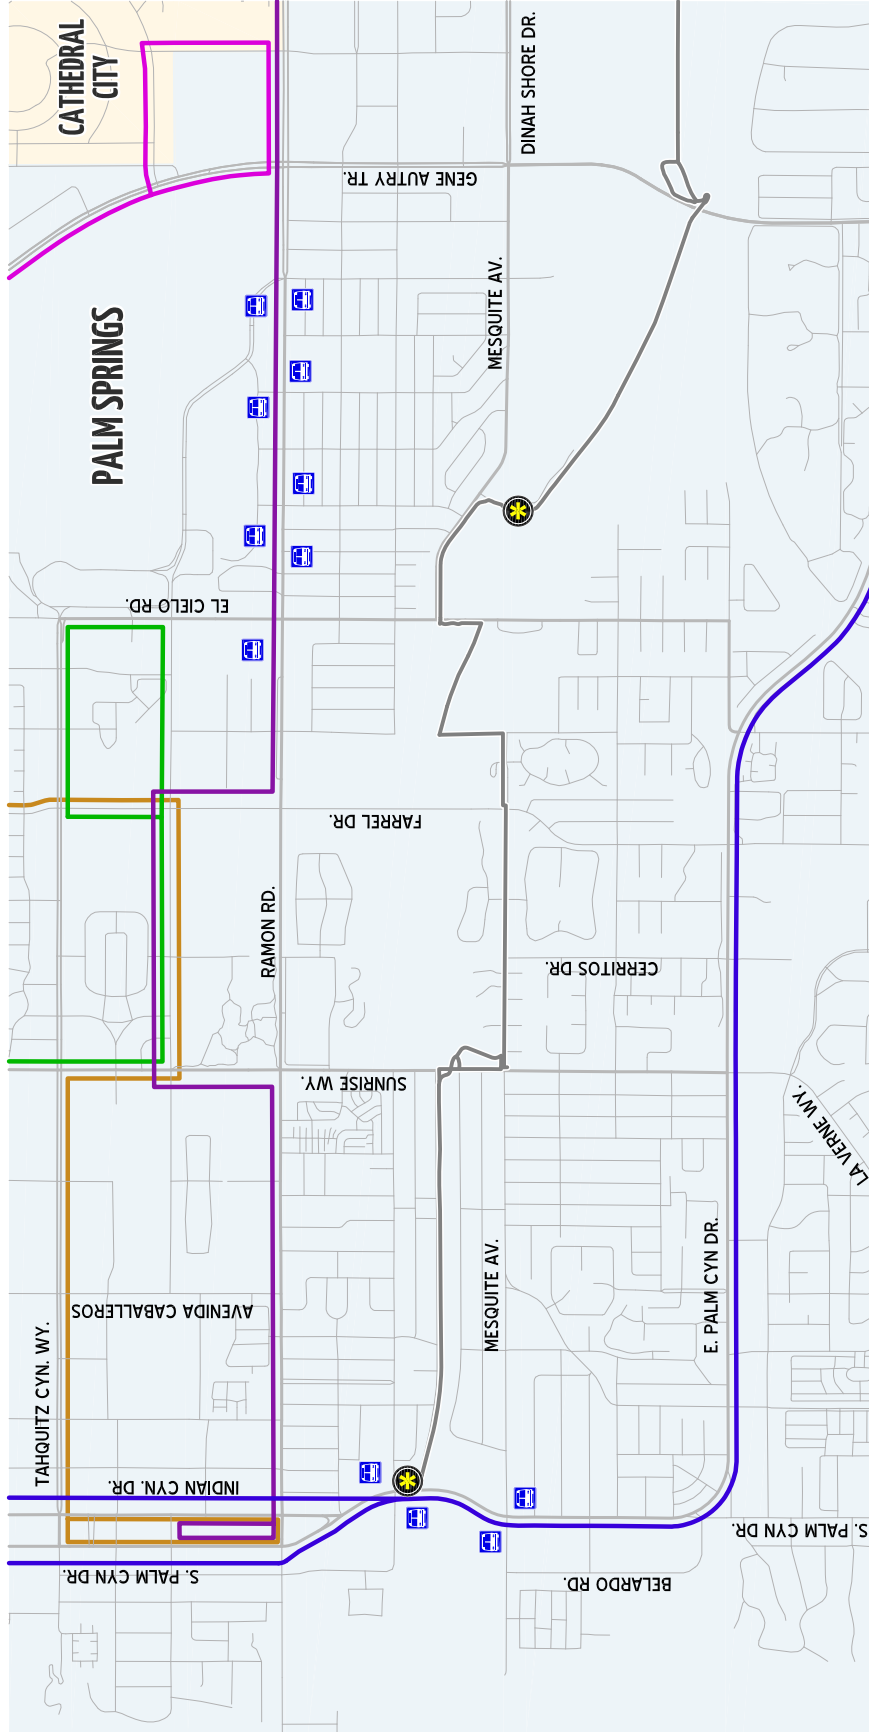 CATHEDRAL
CITY
DINAH SHORE DR.
GENE AUTRY TR.
MESQUITE AV.
PALM SPRINGS
EL CIELO RD.
FARREL DR.
RAMON RD.
CERRITOS DR.
SUNRISE WY.
LA VERNE WY.
E. PALM CYN DR.
MESQUITE AV.
AVENIDA CABALLEROS
TAHQUITZ CYN. WY.
INDIAN CYN. DR.
S. PALM CYN DR.
S. PALM CYN DR.
BELARDO RD.